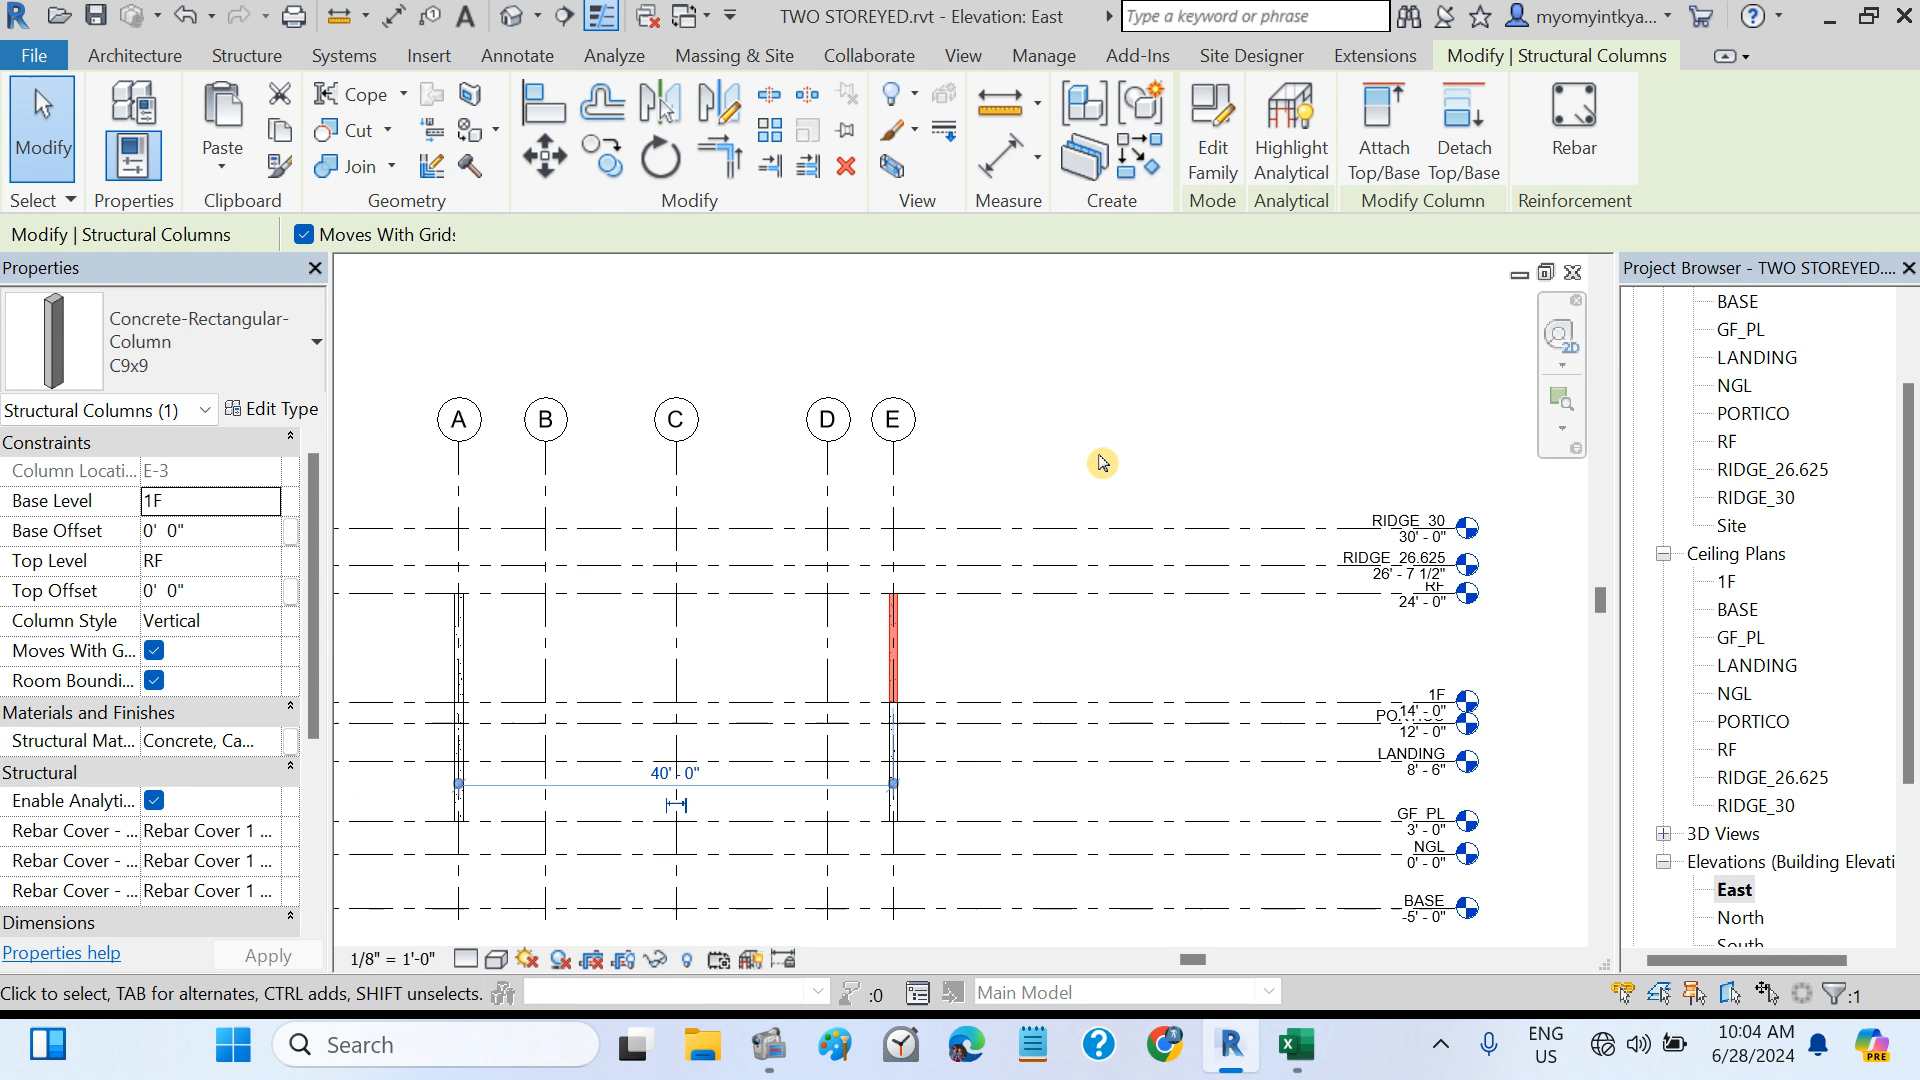 TWO STOREYED.rvt - Elevation: East
Type a keyword or phrase
myomyintkya...
File
Architecture
Structure
Systems
Insert
Annotate
Analyze
Massing & Site
Collaborate
View
Manage
Add-Ins
Site Designer
Extensions
Modify | Structural Columns
Modify
Paste
Cope
Cut
Join
Edit Family
Highlight Analytical
Attach Top/Base
Detach Top/Base
Rebar
Select
Properties
Clipboard
Geometry
Modify
View
Measure
Create
Mode
Analytical
Modify Column
Reinforcement
Modify | Structural Columns
Moves With Grids
Properties
Concrete-Rectangular-
Column
C9x9
Structural Columns (1)
Edit Type
Constraints
Column Locati... E-3
Base Level 1F
Base Offset 0' 0"
Top Level RF
Top Offset 0' 0"
Column Style Vertical
Moves With G...
Room Boundi...
Materials and Finishes
Structural Mat... Concrete, Ca...
Structural
Enable Analyti...
Rebar Cover - ... Rebar Cover 1 ...
Rebar Cover - ... Rebar Cover 1 ...
Rebar Cover - ... Rebar Cover 1 ...
Dimensions
Properties help
Apply
2D
A B C D E
RIDGE_30
30' - 0"
RIDGE_26.625
26' - 7 1/2"
RF
24' - 0"
1F
14' - 0"
12' - 0"
LANDING
8' - 6"
40' - 0"
GF_PL
3' - 0"
NGL
0' - 0"
BASE
-5' - 0"
1/8" = 1'-0"
Project Browser - TWO STOREYED....
BASE
GF_PL
LANDING
NGL
PORTICO
RF
RIDGE_26.625
RIDGE_30
Site
Ceiling Plans
1F
BASE
GF_PL
LANDING
NGL
PORTICO
RF
RIDGE_26.625
RIDGE_30
3D Views
Elevations (Building Elevati
East
North
South
Click to select, TAB for alternates, CTRL adds, SHIFT unselects.
:0
Main Model
:1
Search
ENG
US
10:04 AM
6/28/2024
PRE